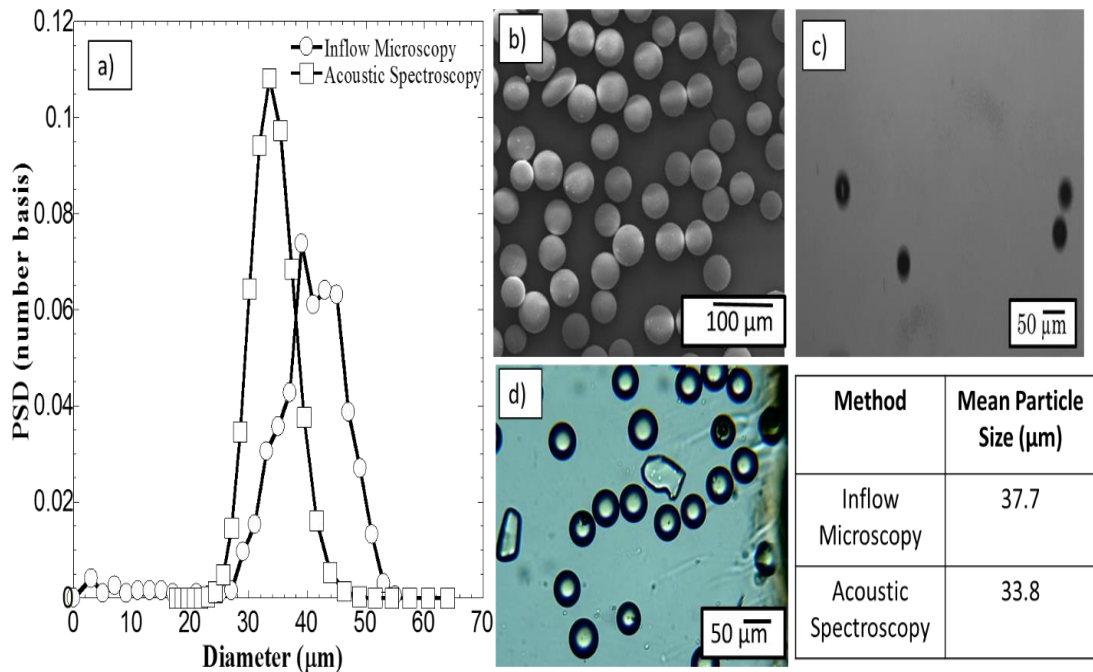 a)
Inflow Microscopy
Acoustic Spectroscopy
PSD (number basis)
0.12
0.1
0.08
0.06
0.04
0.02
0
0 10 20 30 40 50 60 70
Diameter (μm)
b)
100 μm
c)
50 μm
d)
50 μm
Method Mean Particle
Size (μm)
Inflow 37.7
Microscopy
Acoustic 33.8
Spectroscopy